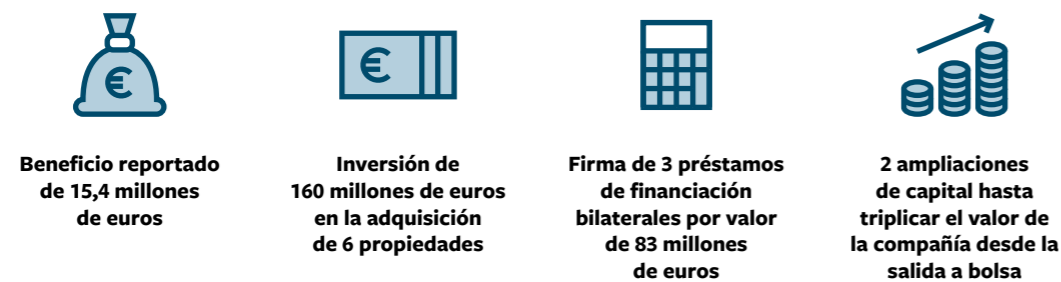 €
€
Beneficio reportado
de 15,4 millones
de euros
Inversión de
160 millones de euros
en la adquisición
de 6 propiedades
Firma de 3 préstamos
de financiación
bilaterales por valor
de 83 millones
de euros
2 ampliaciones
de capital hasta
triplicar el valor de
la compañía desde la
salida a bolsa